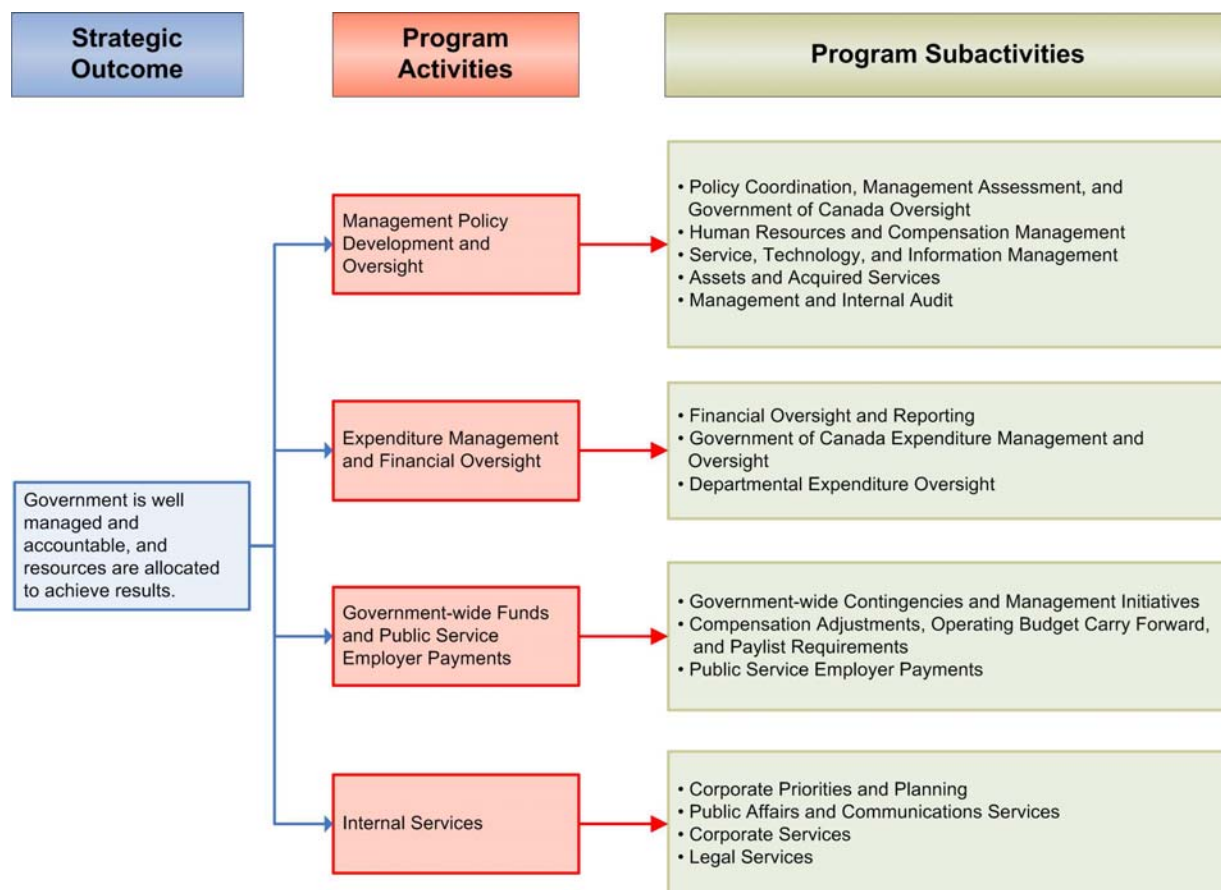 Strategic
Outcome
Program
Activities
Program Subactivities
Government is well
managed and
accountable, and
resources are allocated
to achieve results.
Management Policy
Development and
Oversight
• Policy Coordination, Management Assessment, and
Government of Canada Oversight
• Human Resources and Compensation Management
• Service, Technology, and Information Management
• Assets and Acquired Services
• Management and Internal Audit
Expenditure Management
and Financial Oversight
• Financial Oversight and Reporting
• Government of Canada Expenditure Management and
Oversight
• Departmental Expenditure Oversight
Government-wide Funds
and Public Service
Employer Payments
• Government-wide Contingencies and Management Initiatives
• Compensation Adjustments, Operating Budget Carry Forward,
and Paylist Requirements
• Public Service Employer Payments
Internal Services
• Corporate Priorities and Planning
• Public Affairs and Communications Services
• Corporate Services
• Legal Services